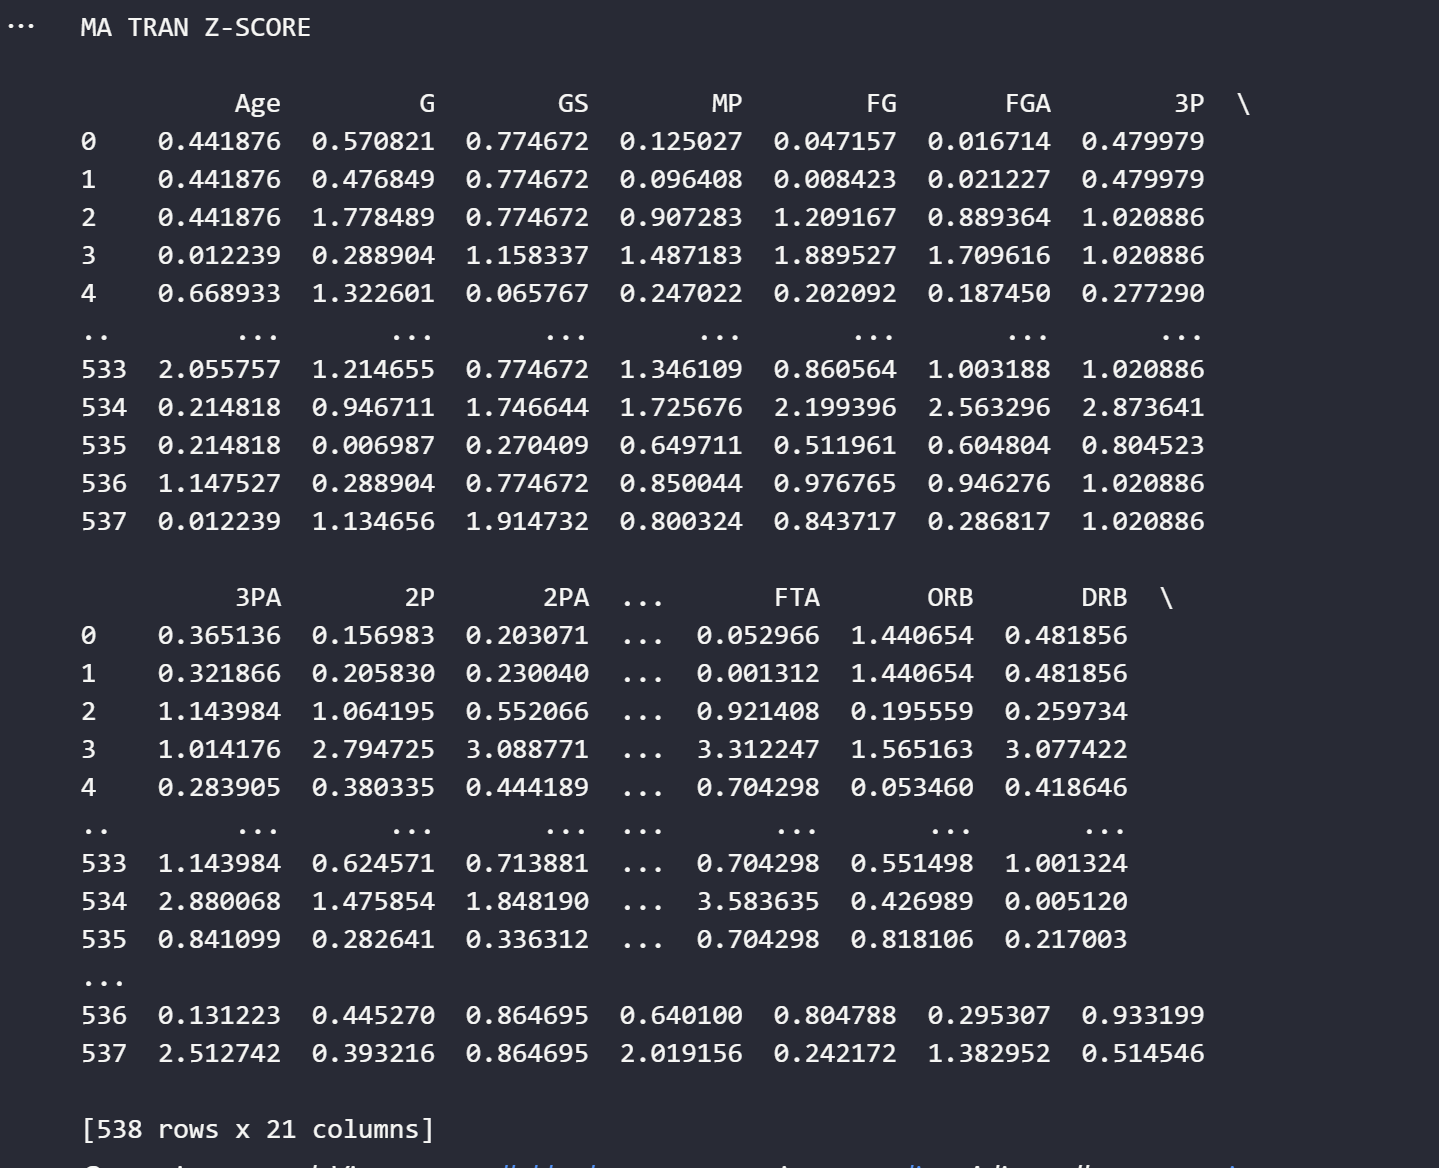 ... MA TRAN Z-SCORE
Age G GS MP FG FGA 3P \
0 0.441876 0.570821 0.774672 0.125027 0.047157 0.016714 0.479979
1 0.441876 0.476849 0.774672 0.096408 0.008423 0.021227 0.479979
2 0.441876 1.778489 0.774672 0.907283 1.209167 0.889364 1.020886
3 0.012239 0.288904 1.158337 1.487183 1.889527 1.709616 1.020886
4 0.668933 1.322601 0.065767 0.247022 0.202092 0.187450 0.277290
.. ... ... ... ... ... ... ...
533 2.055757 1.214655 0.774672 1.346109 0.860564 1.003188 1.020886
534 0.214818 0.946711 1.746644 1.725676 2.199396 2.563296 2.873641
535 0.214818 0.006987 0.270409 0.649711 0.511961 0.604804 0.804523
536 1.147527 0.288904 0.774672 0.850044 0.976765 0.946276 1.020886
537 0.012239 1.134656 1.914732 0.800324 0.843717 0.286817 1.020886
3PA 2P 2PA ... FTA ORB DRB \
0 0.365136 0.156983 0.203071 ... 0.052966 1.440654 0.481856
1 0.321866 0.205830 0.230040 ... 0.001312 1.440654 0.481856
2 1.143984 1.064195 0.552066 ... 0.921408 0.195559 0.259734
3 1.014176 2.794725 3.088771 ... 3.312247 1.565163 3.077422
4 0.283905 0.380335 0.444189 ... 0.704298 0.053460 0.418646
.. ... ... ... ... ... ... ...
533 1.143984 0.624571 0.713881 ... 0.704298 0.551498 1.001324
534 2.880068 1.475854 1.848190 ... 3.583635 0.426989 0.005120
535 0.841099 0.282641 0.336312 ... 0.704298 0.818106 0.217003
...
536 0.131223 0.445270 0.864695 0.640100 0.804788 0.295307 0.933199
537 2.512742 0.393216 0.864695 2.019156 0.242172 1.382952 0.514546
[538 rows x 21 columns]